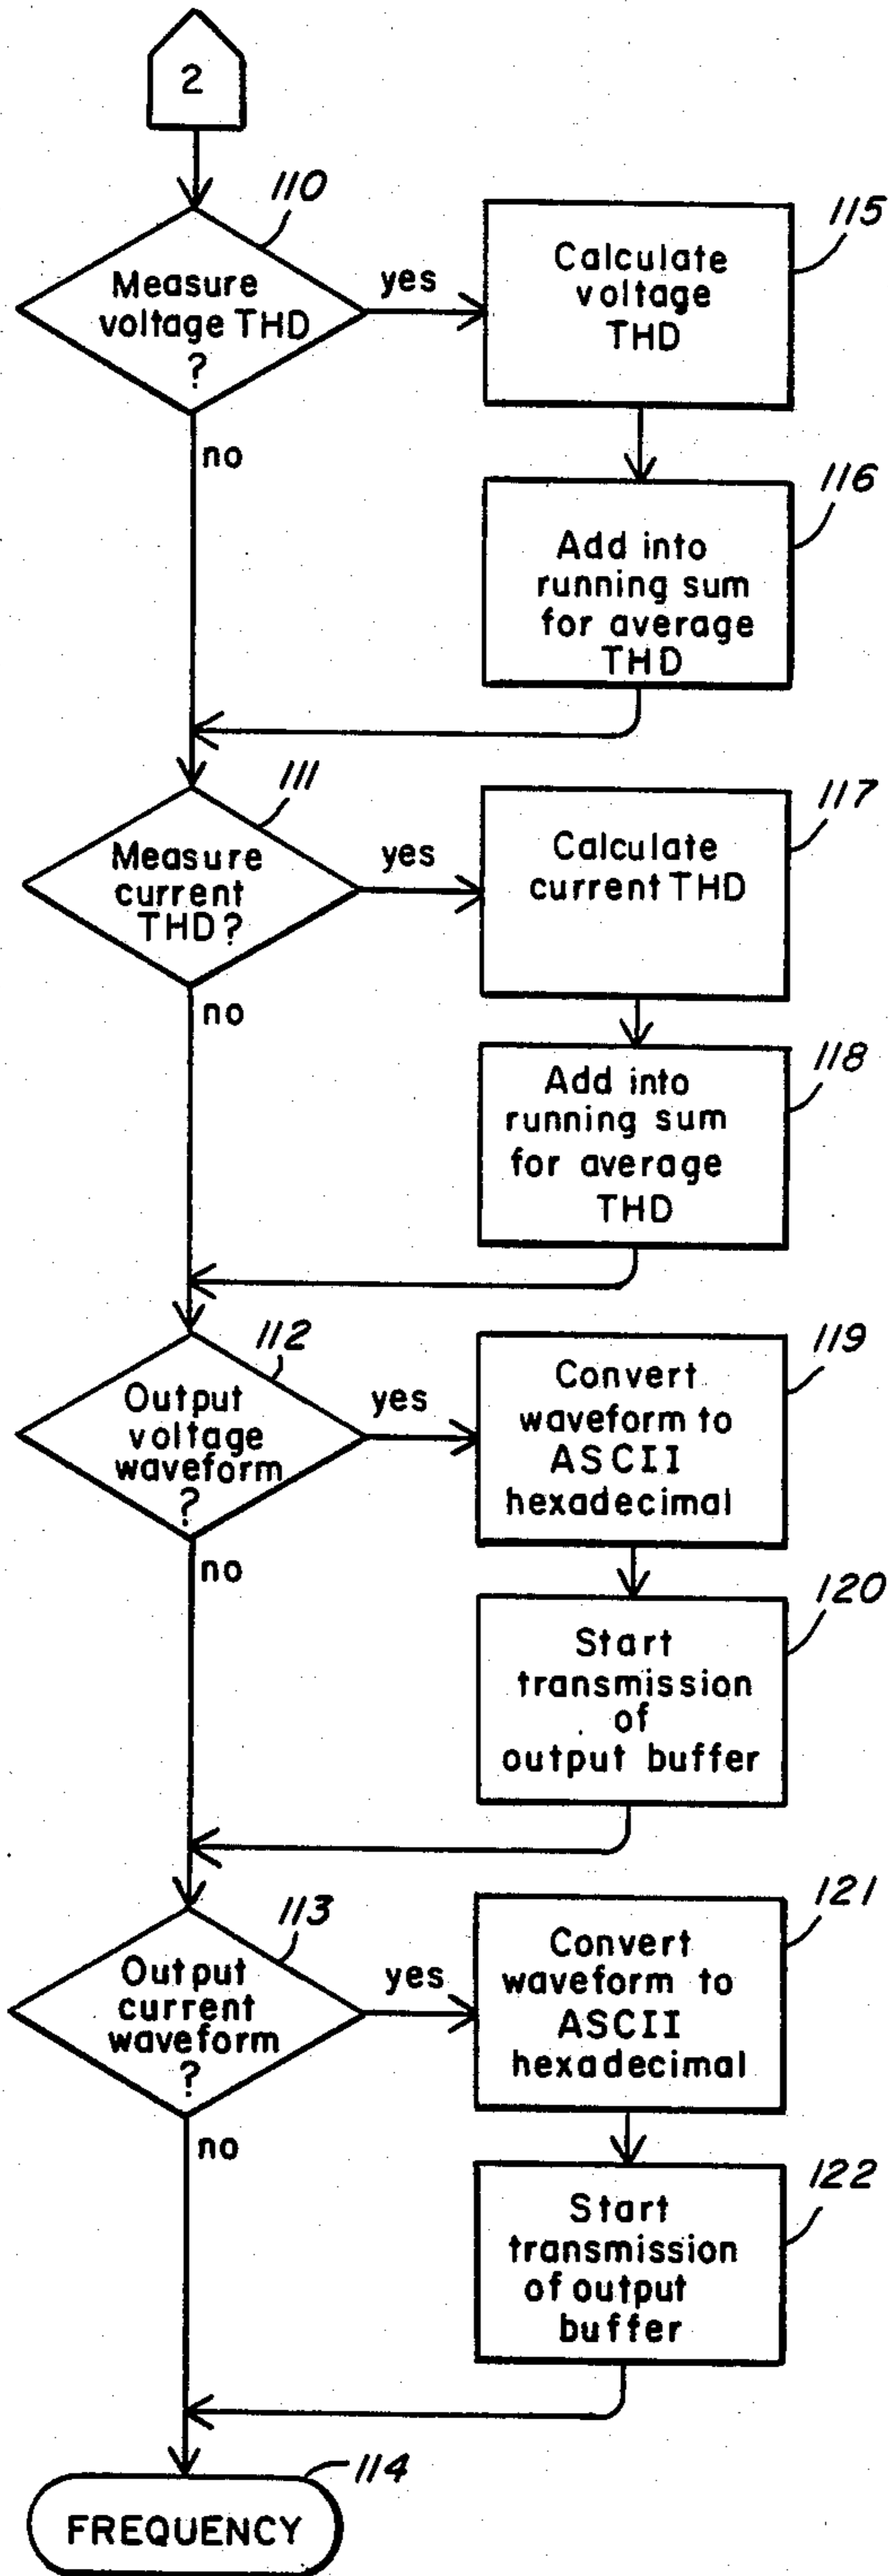 2
110
Measure
voltage THD
?
yes
no
115
Calculate
voltage
THD
116
Add into
running sum
for average
THD
111
Measure
current
THD?
yes
no
117
Calculate
current THD
118
Add into
running sum
for average
THD
112
Output
voltage
waveform
?
yes
no
119
Convert
waveform to
ASCII
hexadecimal
120
Start
transmission
of
output buffer
113
Output
current
waveform
?
yes
no
121
Convert
waveform to
ASCII
hexadecimal
122
Start
transmission
of output
buffer
114
FREQUENCY